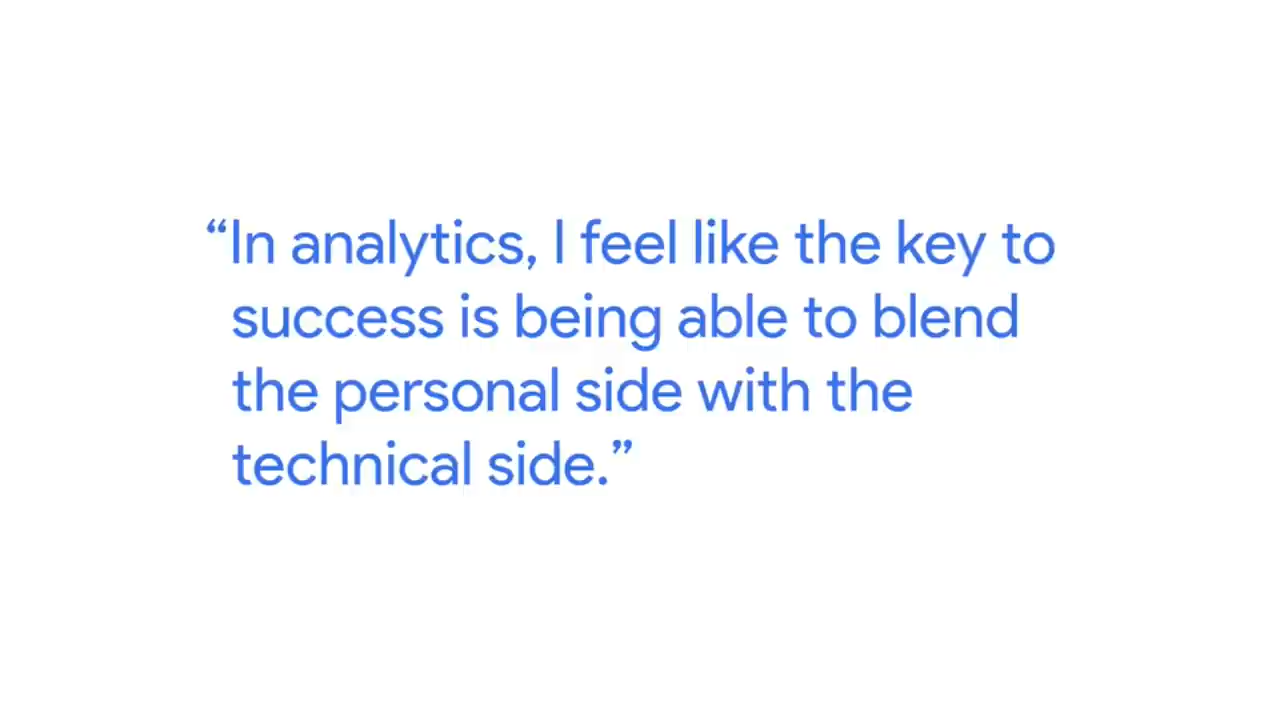 “In analytics, I feel like the key to
success is being able to blend
the personal side with the
technical side.”